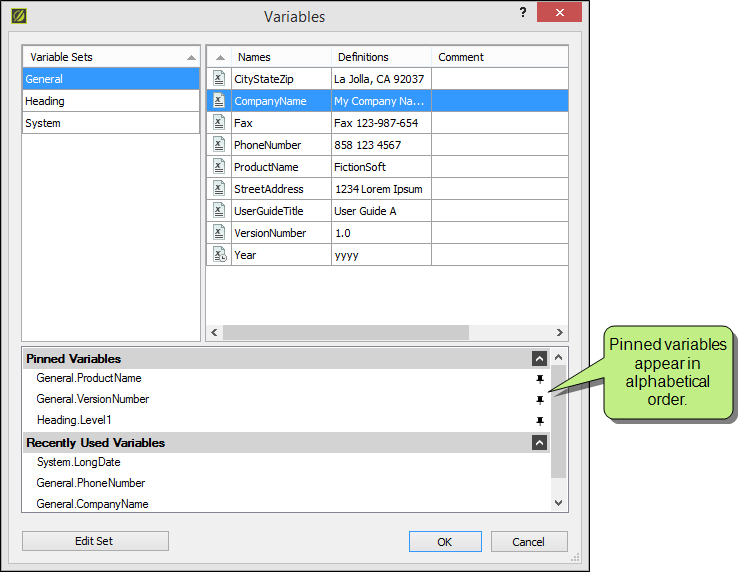 Variables
?
Variable Sets
General
Heading
System
Names Definitions Comment
CityStateZip La Jolla, CA 92037
CompanyName My Company Na...
Fax Fax 123-987-654
PhoneNumber 858 123 4567
ProductName FictionSoft
StreetAddress 1234 Lorem Ipsum
UserGuideTitle User Guide A
VersionNumber 1.0
Year yyyy
Pinned Variables
General.ProductName
General.VersionNumber
Heading.Level1
Recently Used Variables
System.LongDate
General.PhoneNumber
General.CompanyName
Edit Set
OK
Cancel
Pinned variables
appear in
alphabetical
order.